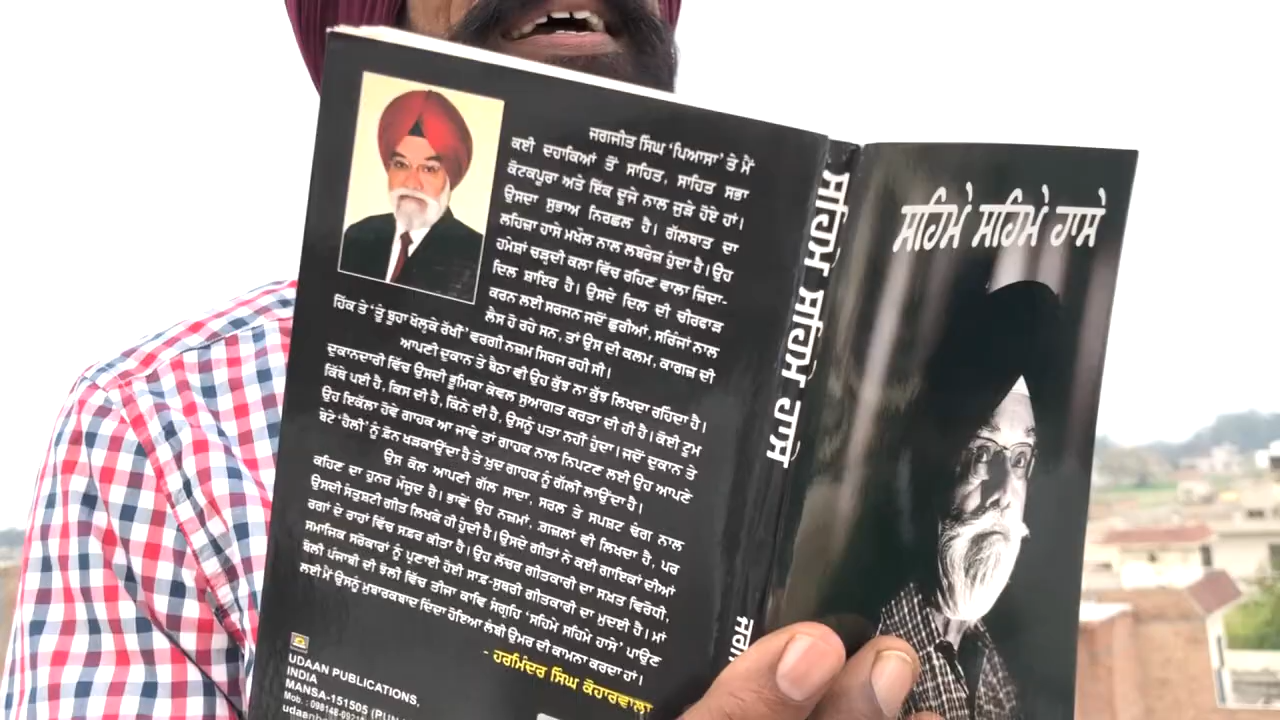 ਜਗਜੀਤ ਸਿੰਘ 'ਪਿਆਸਾ' ਤੇ ਮੈਂ
ਕਈ ਦਹਾਕਿਆਂ ਤੋਂ ਸਾਹਿਤ, ਸਾਹਿਤ ਸਭਾ
ਕੋਟਕਪੂਰਾ ਅਤੇ ਇੱਕ ਦੂਜੇ ਨਾਲ ਜੁੜੇ ਹੋਏ ਹਾਂ।
ਉਸਦਾ ਸੁਭਾਅ ਨਿਰਛਲ ਹੈ। ਗੱਲਬਾਤ ਦਾ
ਲਹਿਜ਼ਾ ਹਾਸੇ ਮਖੌਲ ਨਾਲ ਲਬਰੇਜ਼ ਹੁੰਦਾ ਹੈ। ਉਹ
ਹਮੇਸ਼ਾਂ ਚੜ੍ਹਦੀ ਕਲਾ ਵਿੱਚ ਰਹਿਣ ਵਾਲਾ ਜ਼ਿੰਦਾ-
ਦਿਲ ਸ਼ਾਇਰ ਹੈ। ਉਸਦੇ ਦਿਲ ਦੀ ਚੀਰਫਾੜ
ਕਰਨ ਲਈ ਸਰਜਨ ਜਦੋਂ ਛੁਰੀਆਂ, ਸਰਿੰਜਾਂ ਨਾਲ
ਲੈਸ ਹੋ ਰਹੇ ਸਨ, ਤਾਂ ਉਸ ਦੀ ਕਲਮ, ਕਾਗਜ਼ ਦੀ
ਹਿੱਕ ਤੇ 'ਤੂੰ ਬੂਹਾ ਖੋਲ੍ਹਕੇ ਰੱਖੀਂ' ਵਰਗੀ ਨਜ਼ਮ ਸਿਰਜ ਰਹੀ ਸੀ।
ਆਪਣੀ ਦੁਕਾਨ ਤੇ ਬੈਠਾ ਵੀ ਉਹ ਕੁੱਝ ਨਾ ਕੁੱਝ ਲਿਖਦਾ ਰਹਿੰਦਾ ਹੈ।
ਦੁਕਾਨਦਾਰੀ ਵਿੱਚ ਉਸਦੀ ਭੂਮਿਕਾ ਕੇਵਲ ਸੁਆਗਤ ਕਰਤਾ ਦੀ ਹੀ ਹੈ। ਕੋਈ ਟੂਮ
ਕਿੱਥੇ ਪਈ ਹੈ, ਕਿਸ ਦੀ ਹੈ, ਕਿੰਨੇ ਦੀ ਹੈ, ਉਸਨੂੰ ਪਤਾ ਨਹੀਂ ਹੁੰਦਾ। ਜਦੋਂ ਦੁਕਾਨ ਤੇ
ਉਹ ਇਕੱਲਾ ਹੋਵੇ ਗਾਹਕ ਆ ਜਾਵੇ ਤਾਂ ਗਾਹਕ ਨਾਲ ਨਿਪਟਣ ਲਈ ਉਹ ਆਪਣੇ
ਬੇਟੇ 'ਹੈਲੀ' ਨੂੰ ਫ਼ੋਨ ਖੜਕਾਉਂਦਾ ਹੈ ਤੇ ਖ਼ੁਦ ਗਾਹਕ ਨੂੰ ਗੱਲੀਂ ਲਾਉਂਦਾ ਹੈ।
ਉਸ ਕੋਲ ਆਪਣੀ ਗੱਲ ਸਾਦਾ, ਸਰਲ ਤੇ ਸਪਸ਼ਟ ਢੰਗ ਨਾਲ
ਕਹਿਣ ਦਾ ਹੁਨਰ ਮੌਜੂਦ ਹੈ। ਭਾਵੇਂ ਉਹ ਨਜ਼ਮਾਂ, ਗ਼ਜ਼ਲਾਂ ਵੀ ਲਿਖਦਾ ਹੈ, ਪਰ
ਉਸਦੀ ਸੰਤੁਸ਼ਟੀ ਗੀਤ ਲਿਖਕੇ ਹੀ ਹੁੰਦੀ ਹੈ। ਉਸਦੇ ਗੀਤਾਂ ਨੇ ਕਈ ਗਾਇਕਾਂ ਦੀਆਂ
ਰਗਾਂ ਦੇ ਰਾਹਾਂ ਵਿੱਚ ਸਫ਼ਰ ਕੀਤਾ ਹੈ। ਉਹ ਲੱਚਰ ਗੀਤਕਾਰੀ ਦਾ ਸਖ਼ਤ ਵਿਰੋਧੀ,
ਸਮਾਜਿਕ ਸਰੋਕਾਰਾਂ ਨੂੰ ਪ੍ਰਣਾਈ ਹੋਈ ਸਾਫ਼-ਸੁਥਰੀ ਗੀਤਕਾਰੀ ਦਾ ਮੁਦਈ ਹੈ। ਮਾਂ
ਬੋਲੀ ਪੰਜਾਬੀ ਦੀ ਝੋਲੀ ਵਿੱਚ ਤੀਜਾ ਕਾਵਿ ਸੰਗ੍ਰਹਿ 'ਸਹਿਮੇ ਸਹਿਮੇ ਹਾਸੇ' ਪਾਉਣ
ਲਈ ਮੈਂ ਉਸਨੂੰ ਮੁਬਾਰਕਬਾਦ ਦਿੰਦਾ ਹੋਇਆ ਲੰਬੀ ਉਮਰ ਦੀ ਕਾਮਨਾ ਕਰਦਾ ਹਾਂ।
- ਹਰਮਿੰਦਰ ਸਿੰਘ ਕੋਹਾਰਵਾਲਾ
UDAAN PUBLICATIONS,
INDIA
MANSA-151505
Mob. :
ਸਹਿਮੇ ਸਹਿਮੇ ਹਾਸੇ
ਸਹਿਮੇ ਸਹਿਮੇ ਹਾਸੇ